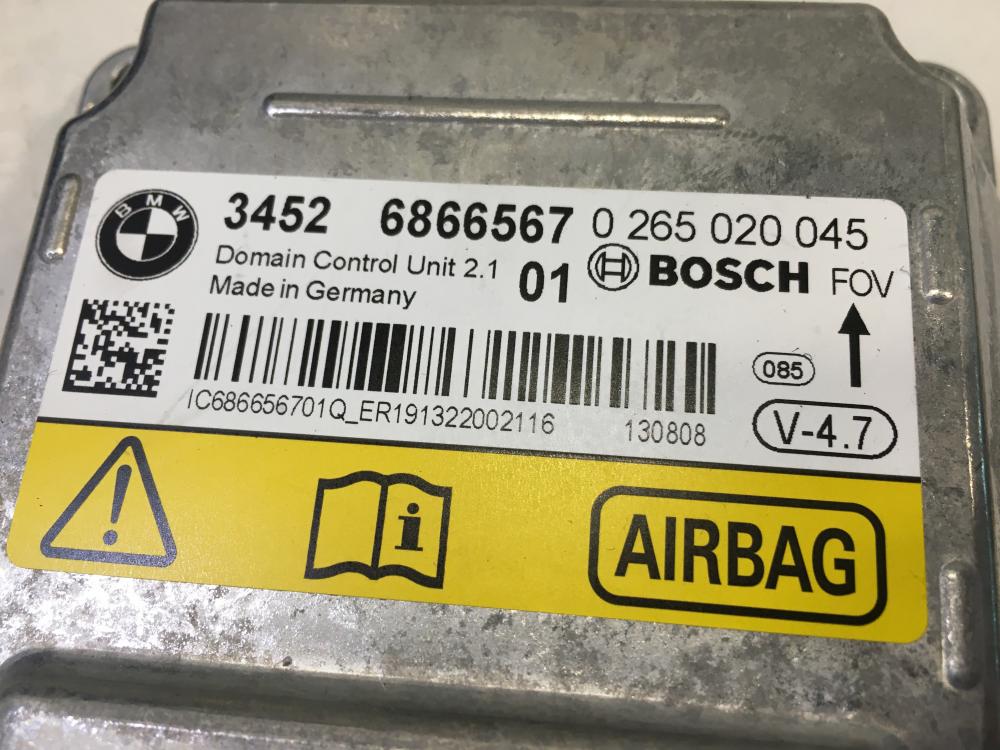 BMW
3452 6866567 0 265 020 045
Domain Control Unit 2.1 01 BOSCH FOV
Made in Germany
085
IC686656701Q_ER191322002116 130808
V-4.7
i
AIRBAG